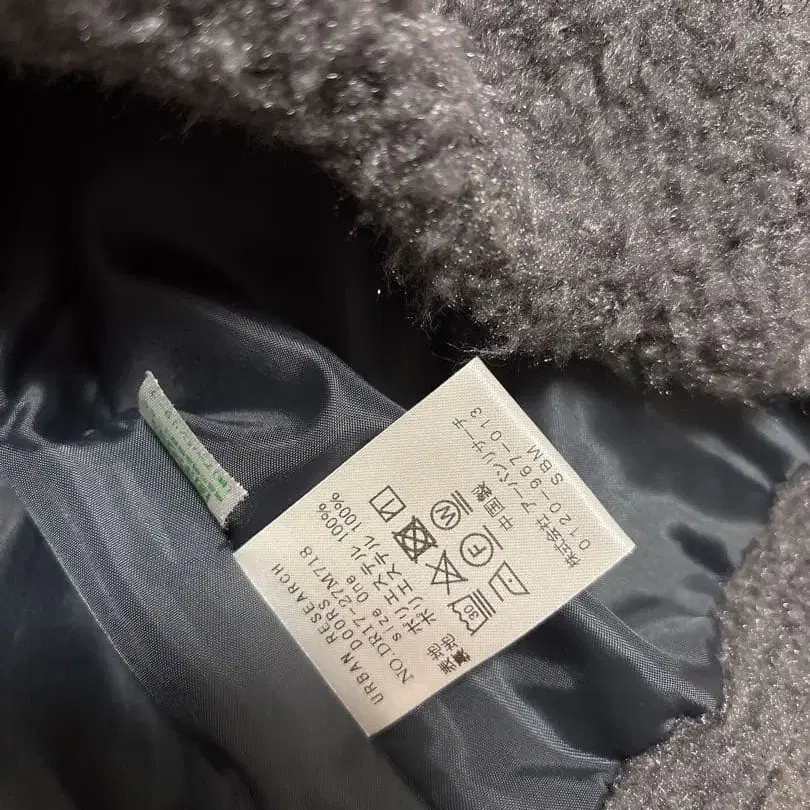 URBAN RESEARCH
DOORS
NO.DR17-27M718
size One
表地 ポリエステル 100%
裏地 ポリエステル 100%
30
F W
中国製
株式会社 アーバンリサーチ
0120-967-013
SBM